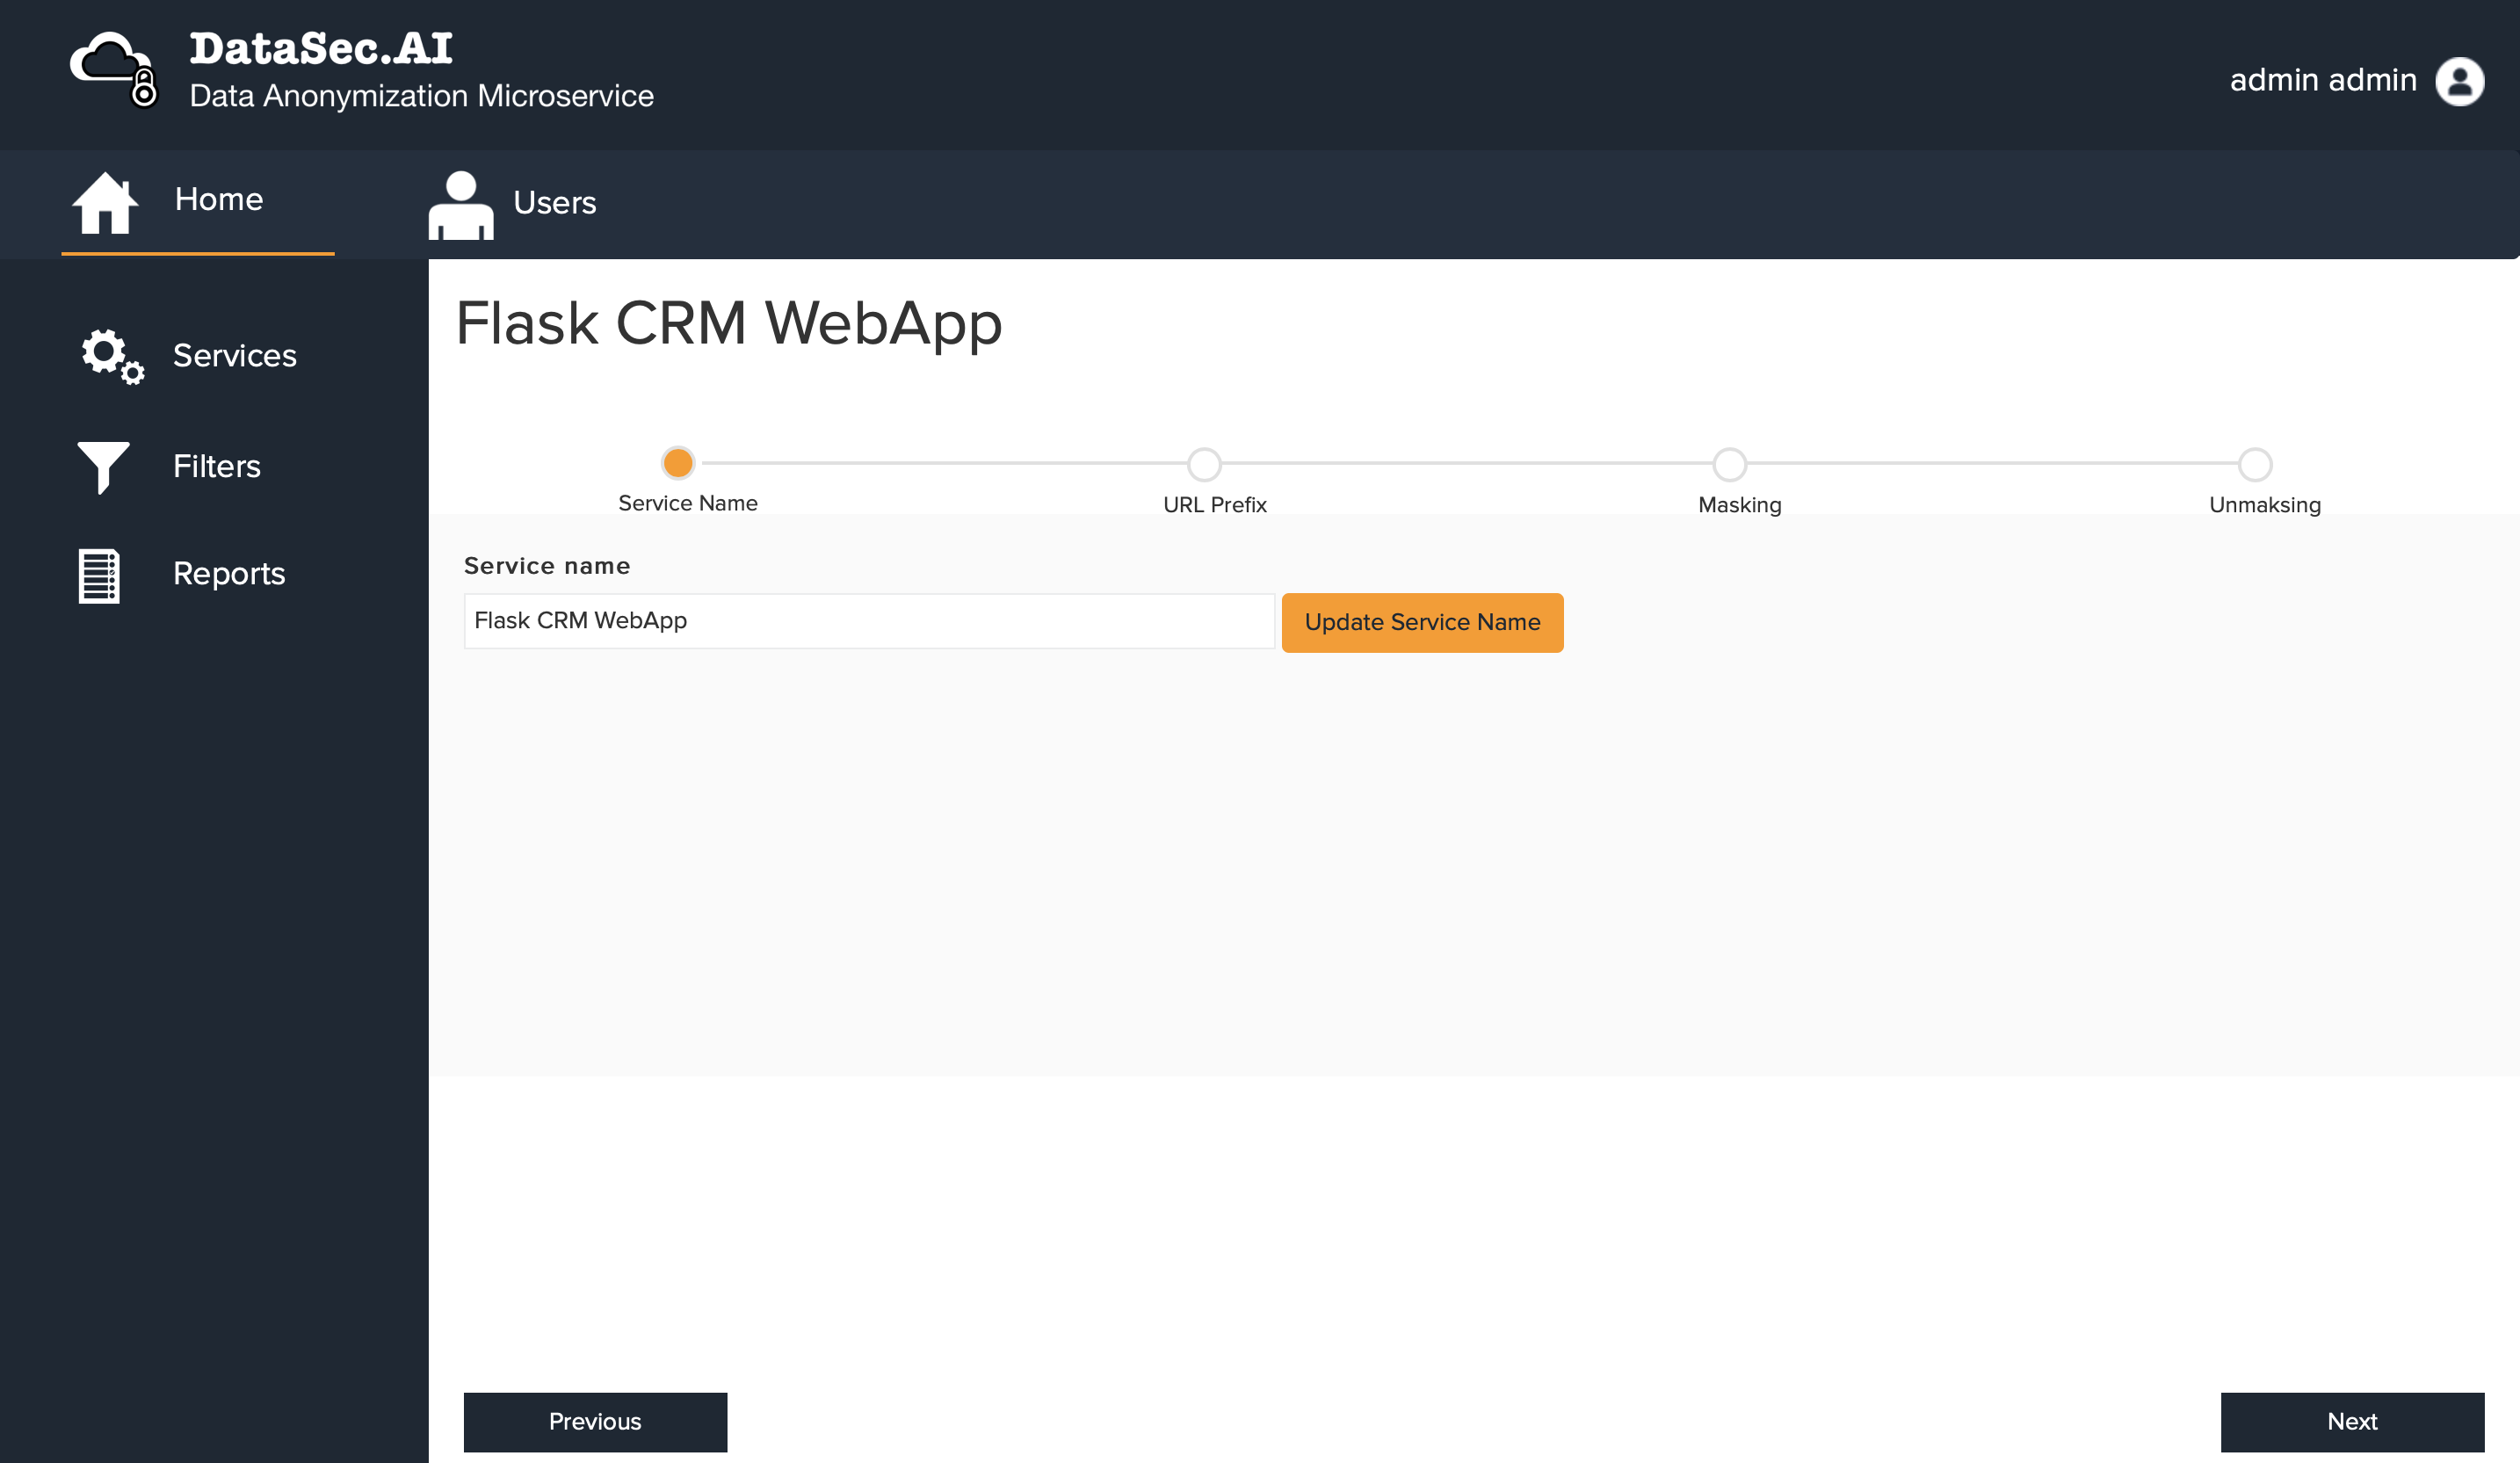 DataSec.AI
Data Anonymization Microservice
admin admin
Home
Users
Services
Filters
Reports
Flask CRM WebApp
Service Name
URL Prefix
Masking
Unmaksing
Service name
Flask CRM WebApp
Update Service Name
Previous
Next